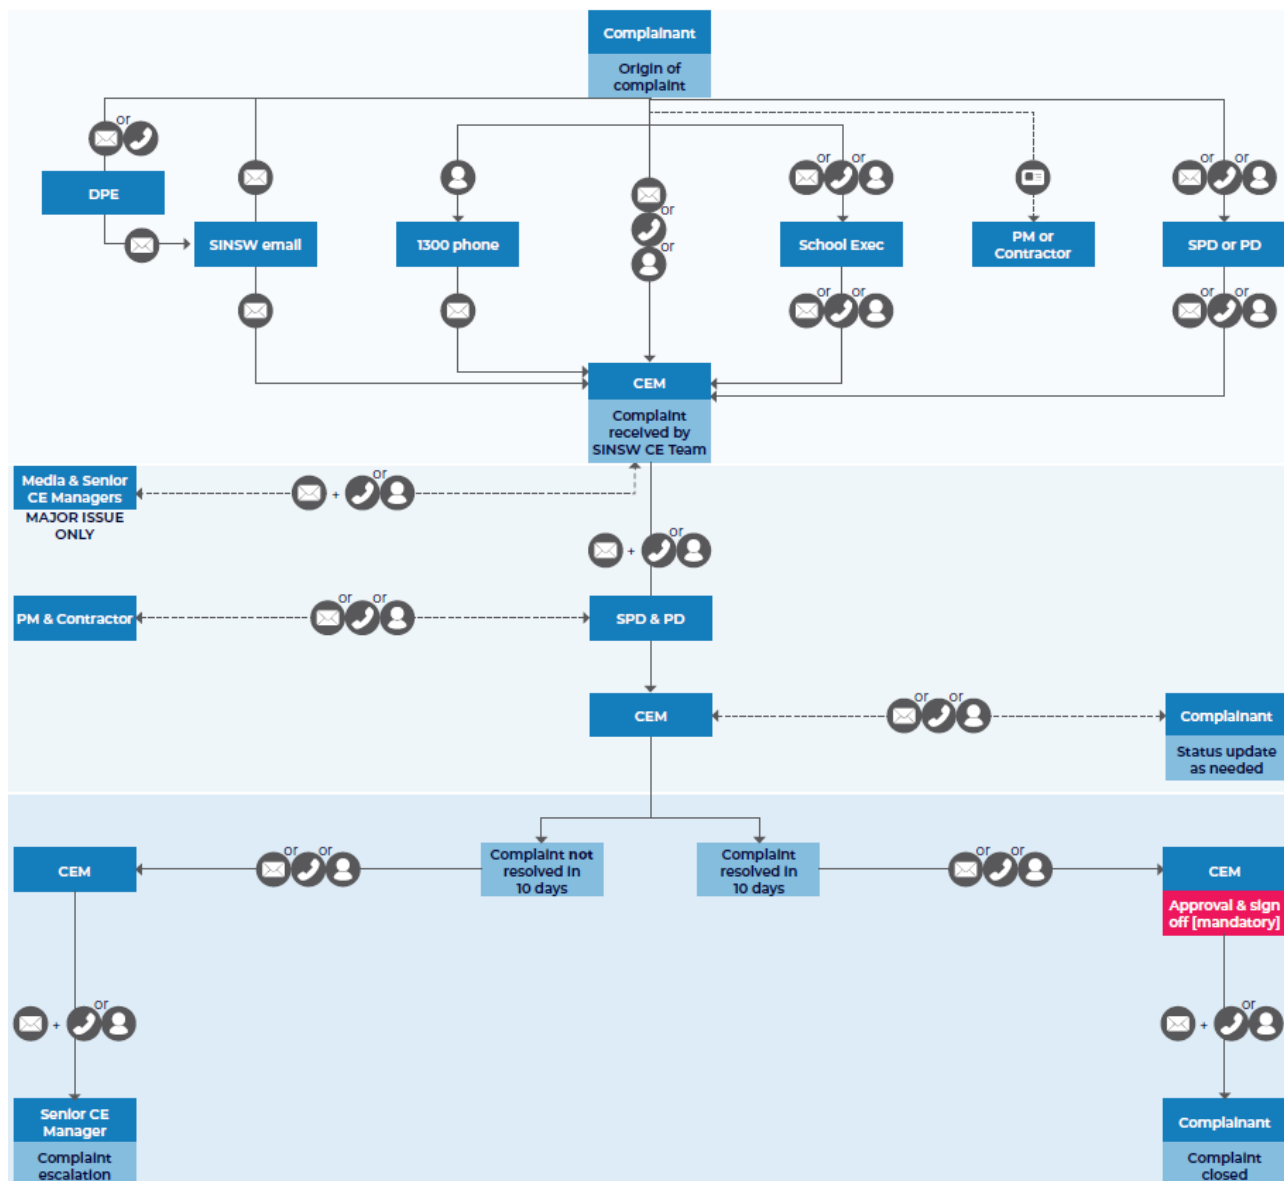 Complainant
Origin of
complaint
or
or
or
or
or
DPE
or
or
SINSW email
1300 phone
School Exec
PM or
Contractor
SPD or PD
or
or
or
or
CEM
Complaint
received by
SINSW CE Team
Media & Senior
CE Managers
MAJOR ISSUE
ONLY
+
or
+
or
PM & Contractor
or
or
SPD & PD
CEM
or
or
Complainant
Status update
as needed
CEM
or
or
Complaint not
resolved in
10 days
Complaint
resolved in
10 days
or
or
CEM
Approval & sign
off [mandatory]
+
or
+
or
Senior CE
Manager
Complaint
escalation
Complainant
Complaint
closed